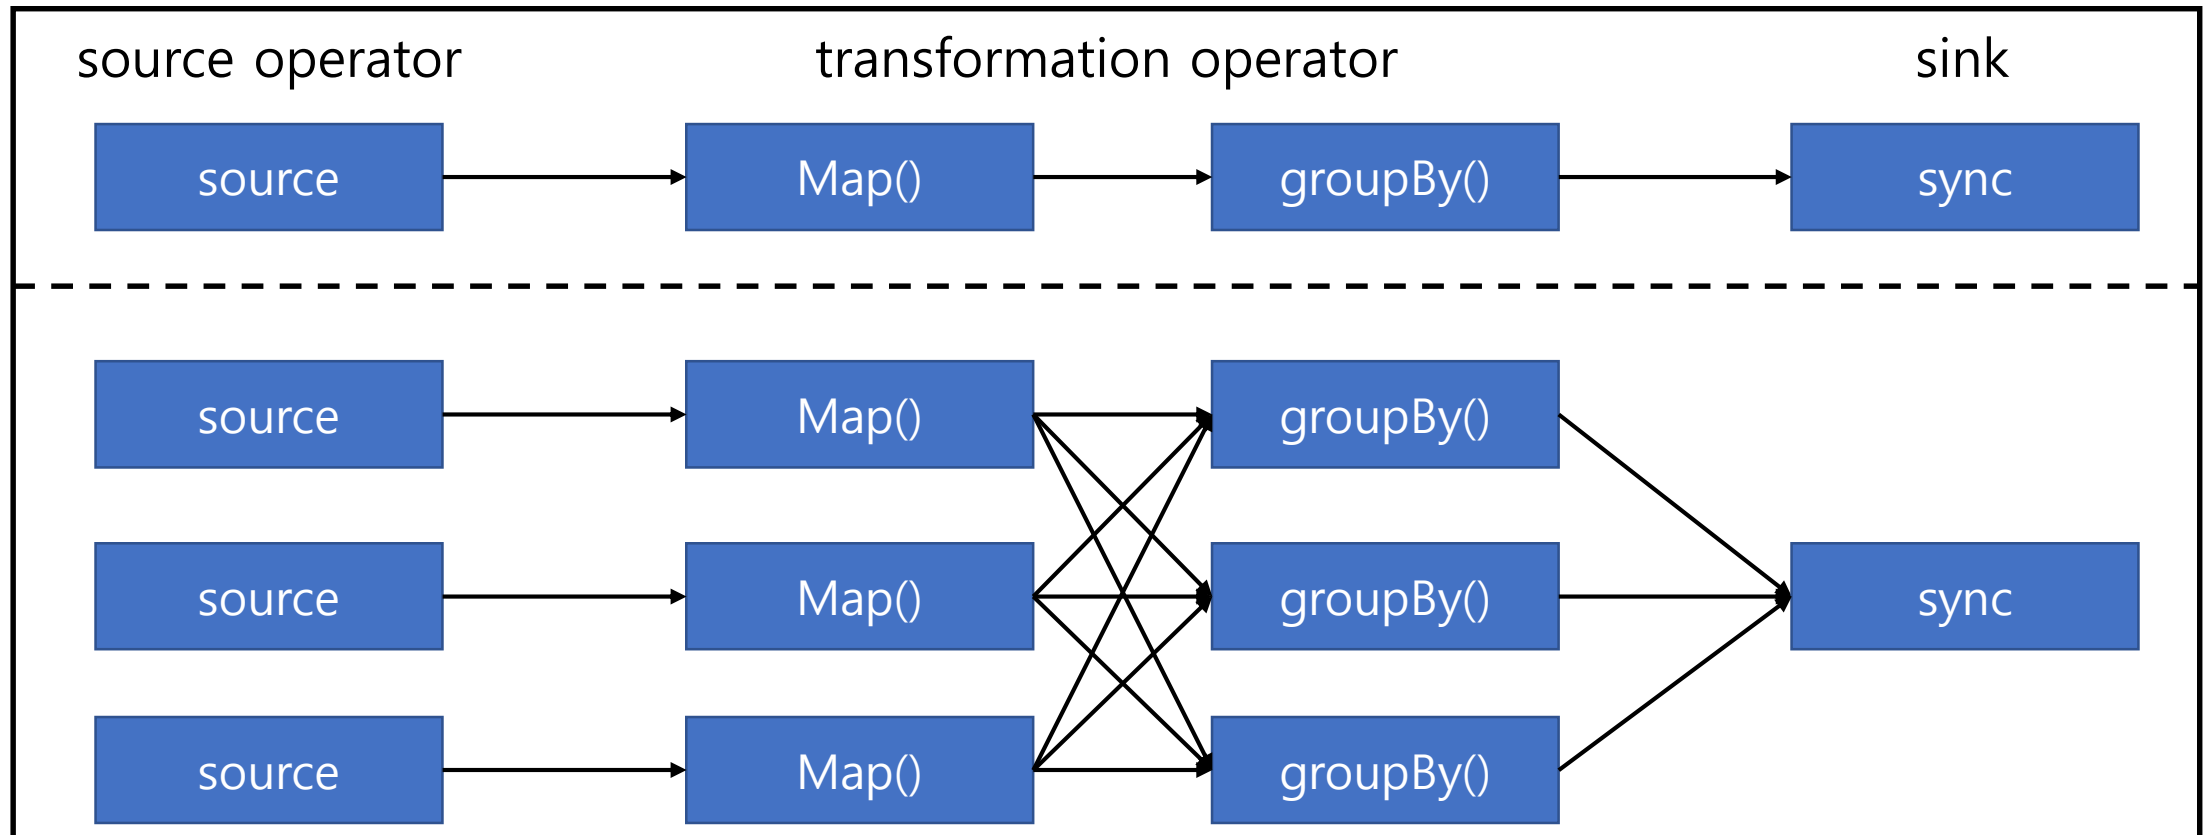 source operator transformation operator sink
source Map() groupBy() sync
source Map() groupBy()
source Map() groupBy() sync
source Map() groupBy()